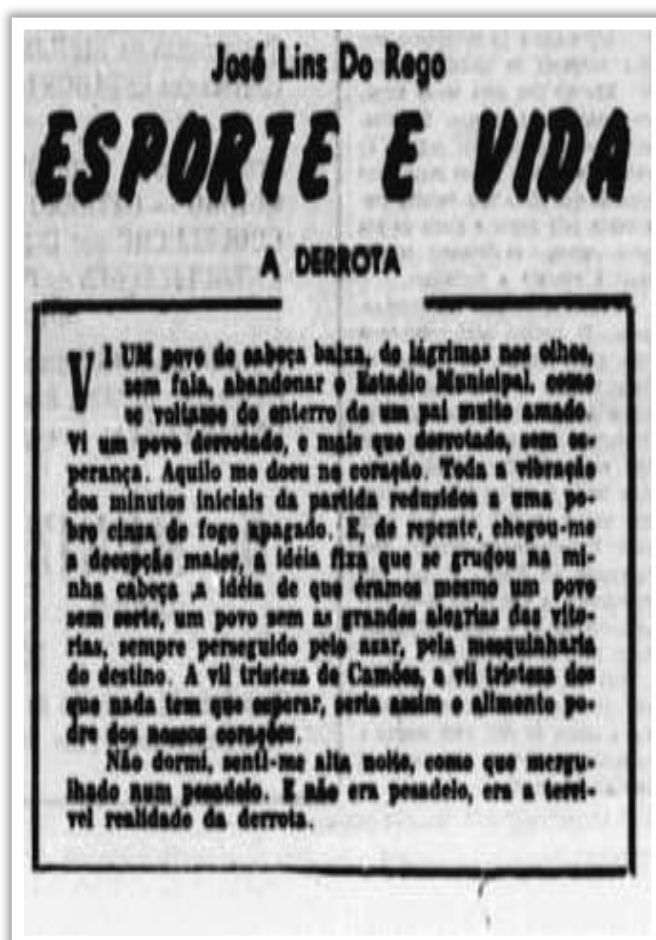 José Lins Do Rego
ESPORTE E VIDA
A DERROTA
VI UM povo de cabeça baixa, de lágrimas nos olhos,
sem fala, abandonar o Estadio Municipal, como
se voltasse do enterro de um pai muito amado.
Vi um povo derrotado, e mais que derrotado, sem es-
perança. Aquilo me doeu no coração. Toda a vibração
dos minutos iniciais da partida reduzidos a uma po-
bre cinza de fogo apagado. E, de repente, chegou-me
a decepção maior, a idéia fixa que se grudou na mi-
nha cabeça ,a idéia de que éramos mesmo um povo
sem sorte, um povo sem as grandes alegrias das vito-
rias, sempre perseguido pelo azar, pela mesquinharia
do destino. A vil tristeza de Camões, a vil tristeza dos
que nada tem que esperar, seria assim o alimento po-
dre dos nossos corações.
Não dormi, senti-me alta noite, como que mergu-
lhado num pesadelo. E não era pesadelo, era a terri-
vel realidade da derrota.